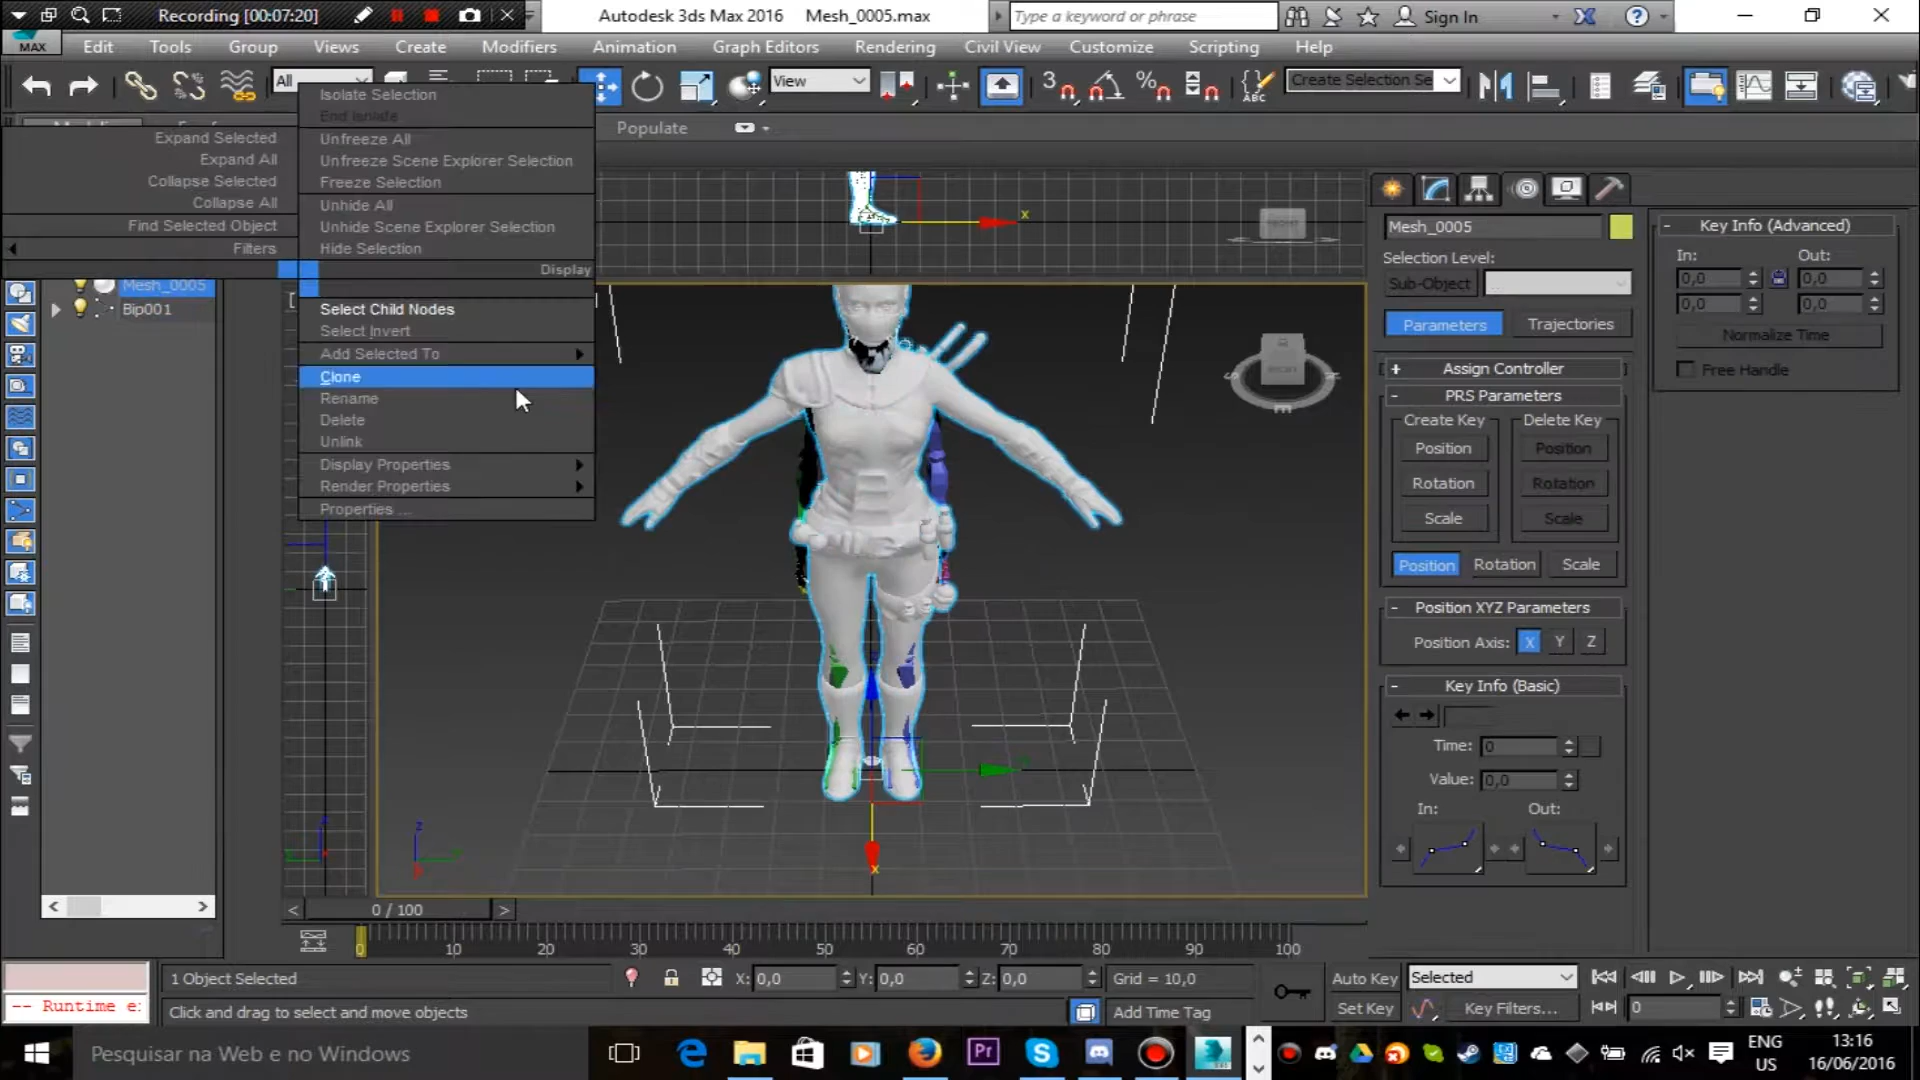 Recording [00:07:20]
Autodesk 3ds Max 2016 Mesh_0005.max
Type a keyword or phrase
Sign In
MAX
Edit Tools Group Views Create Modifiers Animation Graph Editors Rendering Civil View Customize Scripting Help
All
View
3
%
ABC
Create Selection Se
Populate
Isolate Selection
End Isolate
Unfreeze All
Unfreeze Scene Explorer Selection
Freeze Selection
Unhide All
Unhide Scene Explorer Selection
Hide Selection
Display
Expand Selected
Expand All
Collapse Selected
Collapse All
Find Selected Object
Filters
Select Child Nodes
Select Invert
Add Selected To
Clone
Rename
Delete
Unlink
Display Properties
Render Properties
Properties ...
Mesh_0005
Bip001
x
FRONT
z
x
Mesh_0005
Selection Level:
Sub-Object
Parameters Trajectories
+ Assign Controller
- PRS Parameters
Create Key Delete Key
Position Position
Rotation Rotation
Scale Scale
Position Rotation Scale
- Position XYZ Parameters
Position Axis: X Y Z
- Key Info (Basic)
Time: 0
Value: 0,0
In: Out:
- Key Info (Advanced)
In: Out:
0,0 0,0
0,0 0,0
Normalize Time
Free Handle
< 0 / 100 >
0 10 20 30 40 50 60 70 80 90 100
1 Object Selected
X: 0,0 Y: 0,0 Z: 0,0 Grid = 10,0
Auto Key Selected
-- Runtime e:
Click and drag to select and move objects
Add Time Tag
Set Key Key Filters...
0
Pesquisar na Web e no Windows
Pr
ENG
US
13:16
16/06/2016